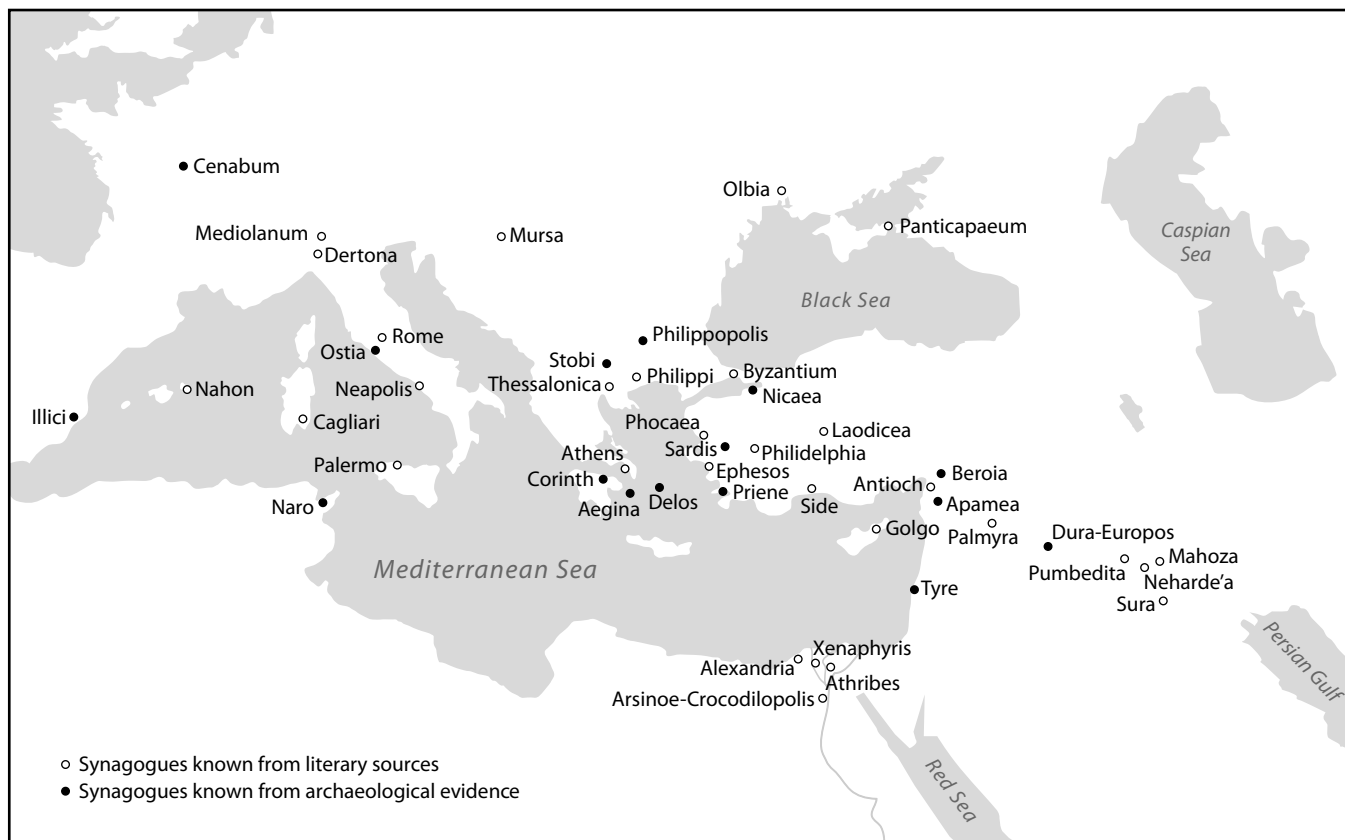 Cenabum
Olbia
Panticapaeum
Mediolanum
Mursa
Dertona
Caspian
Sea
Black Sea
Rome
Philippopolis
Ostia
Stobi
Thessalonica
Philippi
Byzantium
Nahon
Neapolis
Nicaea
Illici
Cagliari
Phocaea
Laodicea
Sardis
Philidelphia
Athens
Palermo
Ephesos
Beroia
Corinth
Antioch
Delos
Priene
Naro
Aegina
Side
Apamea
Golgo
Palmyra
Dura-Europos
Mediterranean Sea
Mahoza
Pumbedita
Neharde’a
Tyre
Sura
Xenaphyris
Alexandria
Athribes
Persian Gulf
Arsinoe-Crocodilopolis
Red Sea
Synagogues known from literary sources
Synagogues known from archaeological evidence